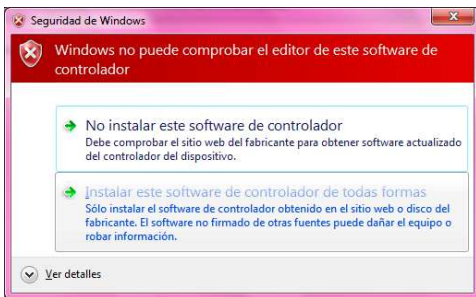 Seguridad de Windows
Windows no puede comprobar el editor de este software de
controlador
No instalar este software de controlador
Debe comprobar el sitio web del fabricante para obtener software actualizado
del controlador del dispositivo.
Instalar este software de controlador de todas formas
Sólo instalar el software de controlador obtenido en el sitio web o disco del
fabricante. El software no firmado de otras fuentes puede dañar el equipo o
robar información.
Ver detalles